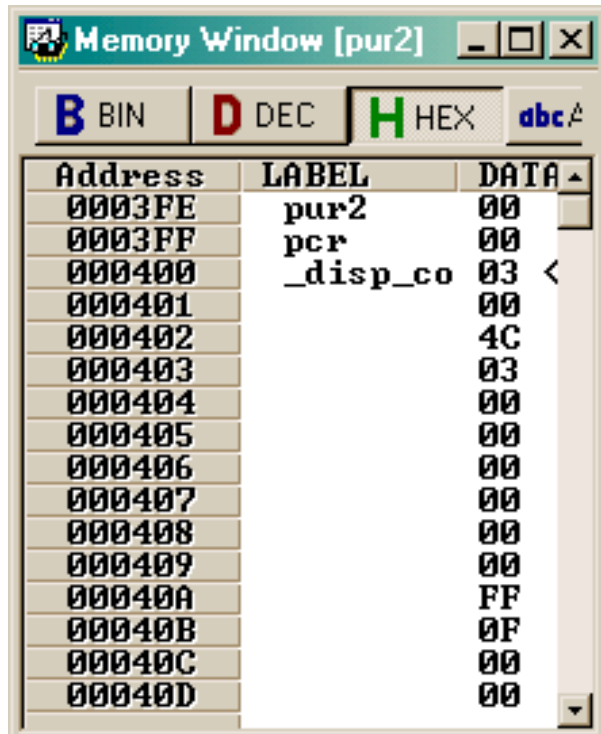 Memory Window [pur2]
B BIN D DEC H HEX abc A
Address LABEL DATA
0003FE pur2 00
0003FF pcr 00
000400 _disp_co 03 <
000401 00
000402 4C
000403 03
000404 00
000405 00
000406 00
000407 00
000408 00
000409 00
00040A FF
00040B 0F
00040C 00
00040D 00